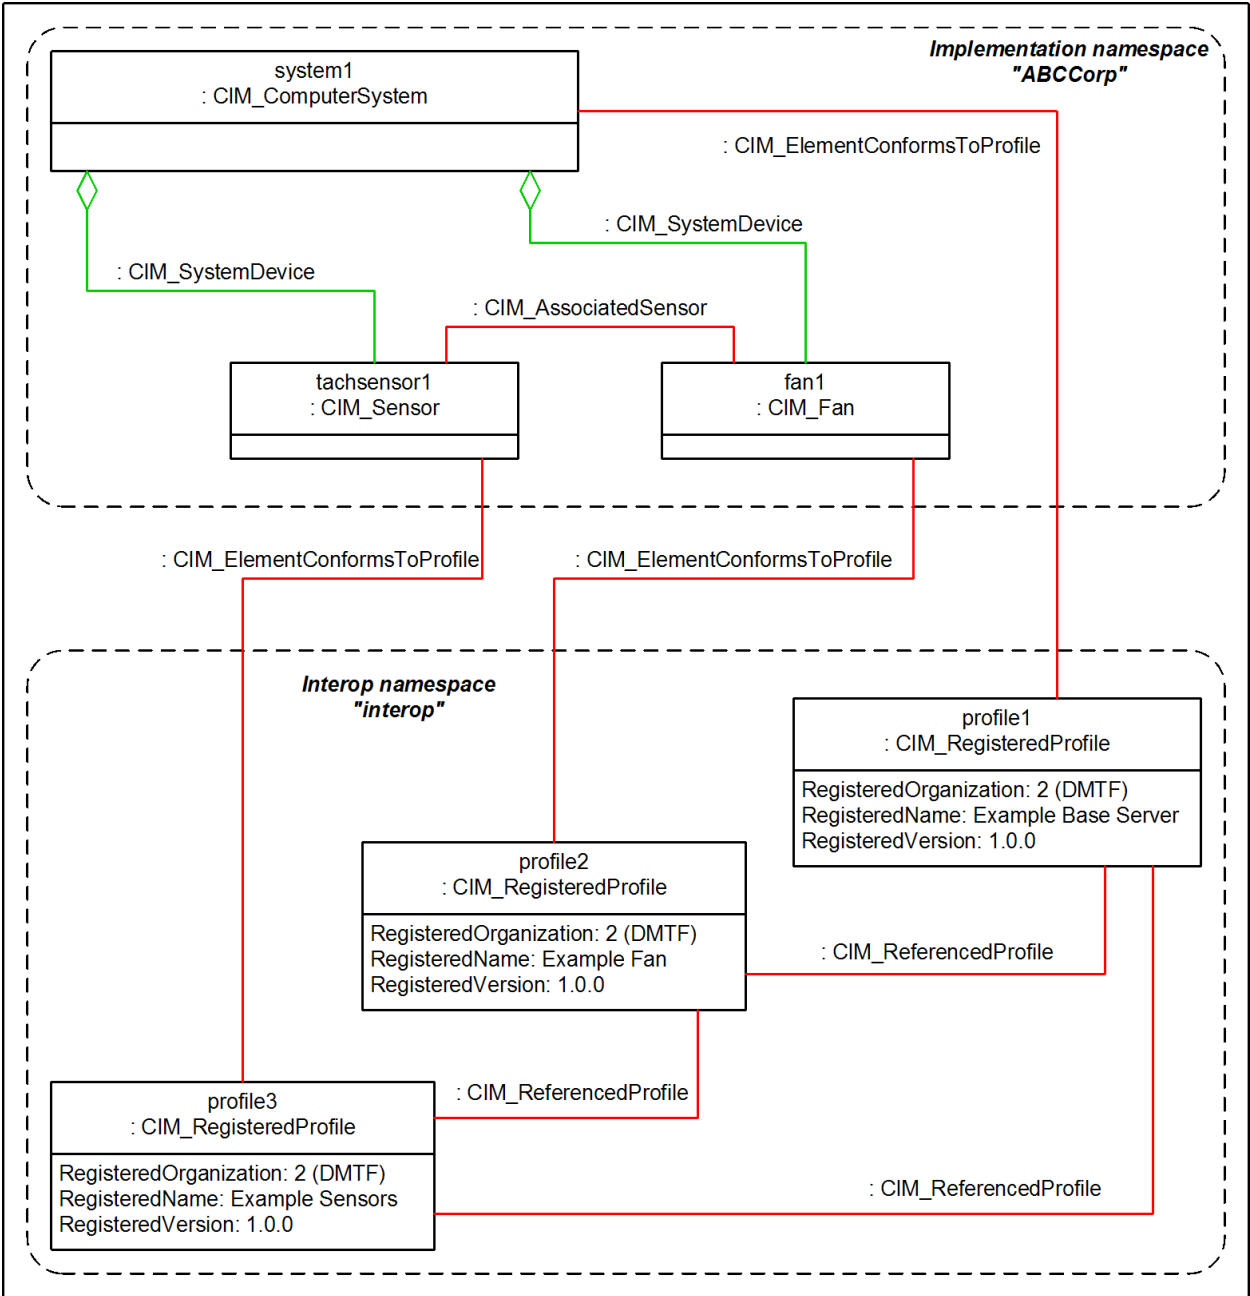 Implementation namespace
"ABCCorp"
system1
: CIM_ComputerSystem
: CIM_ElementConformsToProfile
: CIM_SystemDevice
: CIM_SystemDevice
: CIM_AssociatedSensor
tachsensor1
: CIM_Sensor
fan1
: CIM_Fan
: CIM_ElementConformsToProfile
: CIM_ElementConformsToProfile
Interop namespace
"interop"
profile1
: CIM_RegisteredProfile
RegisteredOrganization: 2 (DMTF)
RegisteredName: Example Base Server
RegisteredVersion: 1.0.0
profile2
: CIM_RegisteredProfile
RegisteredOrganization: 2 (DMTF)
RegisteredName: Example Fan
RegisteredVersion: 1.0.0
: CIM_ReferencedProfile
: CIM_ReferencedProfile
profile3
: CIM_RegisteredProfile
RegisteredOrganization: 2 (DMTF)
RegisteredName: Example Sensors
RegisteredVersion: 1.0.0
: CIM_ReferencedProfile